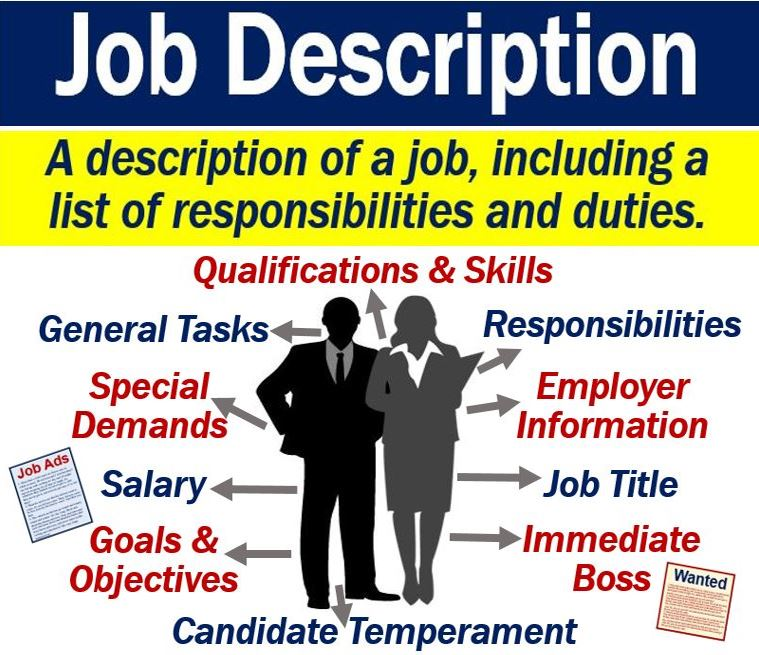 Job Description
A description of a job, including a
list of responsibilities and duties.
Qualifications & Skills
General Tasks
Responsibilities
Special
Demands
Employer
Information
Job Ads
Salary
Job Title
Goals &
Objectives
Immediate
Boss
Wanted
Candidate Temperament